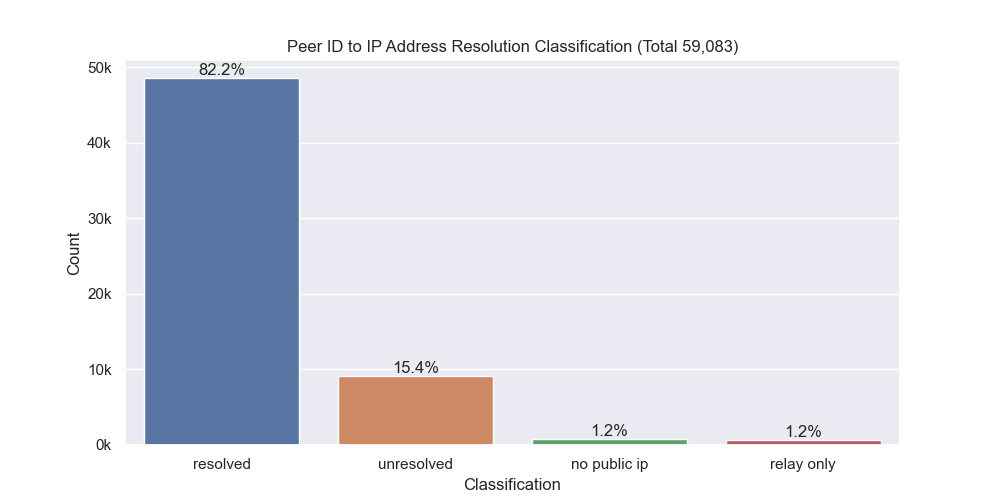 Peer ID to IP Address Resolution Classification (Total 59,083)
50k
40k
30k
20k
10k
0k
Count
82.2%
15.4%
1.2%
1.2%
resolved
unresolved
no public ip
relay only
Classification